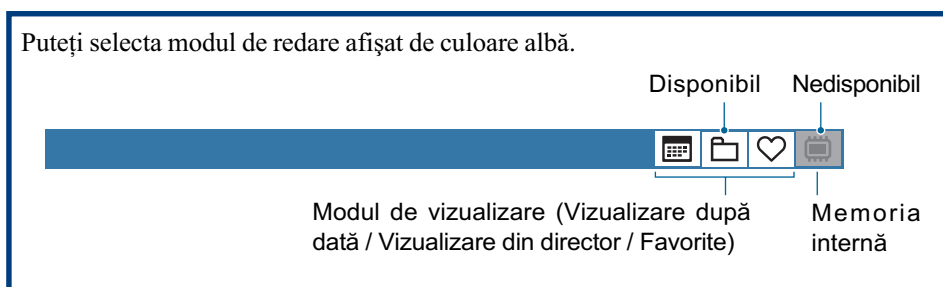 Puteți selecta modul de redare afişat de culoare albă.
Disponibil
Nedisponibil
Modul de vizualizare (Vizualizare după
dată / Vizualizare din director / Favorite)
Memoria
internă